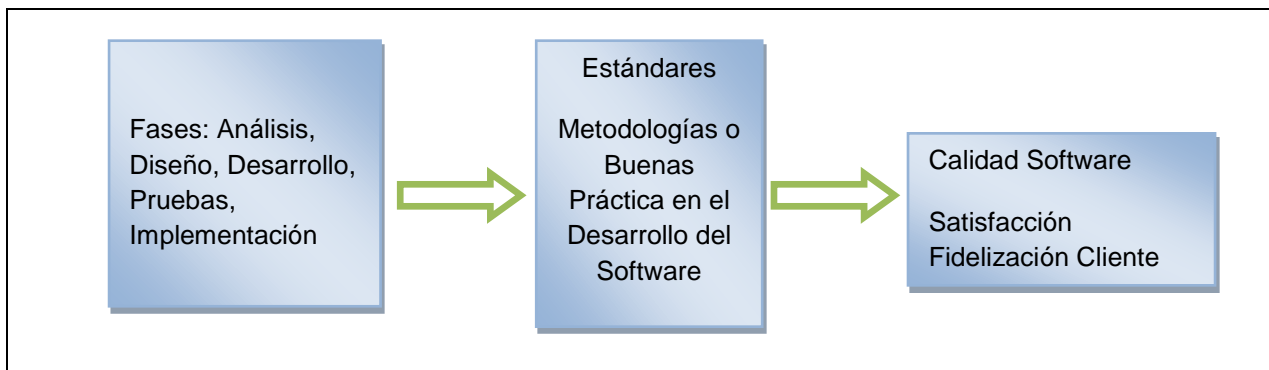 Fases: Análisis,
Diseño, Desarrollo,
Pruebas,
Implementación
Estándares
Metodologías o
Buenas
Práctica en el
Desarrollo del
Software
Calidad Software
Satisfacción
Fidelización Cliente